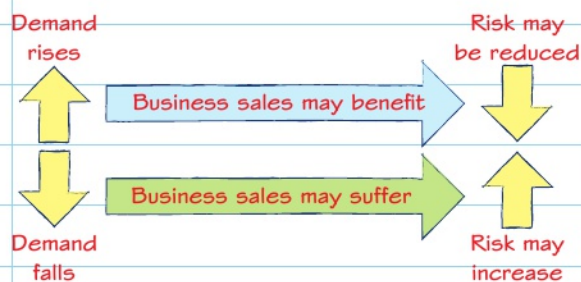 Demand
rises
Risk may
be reduced
Business sales may benefit
Business sales may suffer
Demand
falls
Risk may
increase